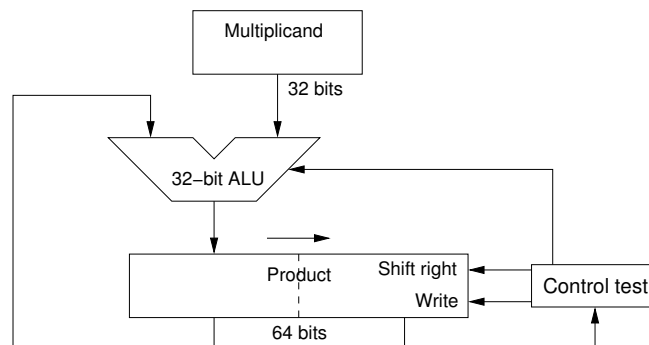 Multiplicand
32 bits
32−bit ALU
Product
Shift right
Write
Control test
64 bits